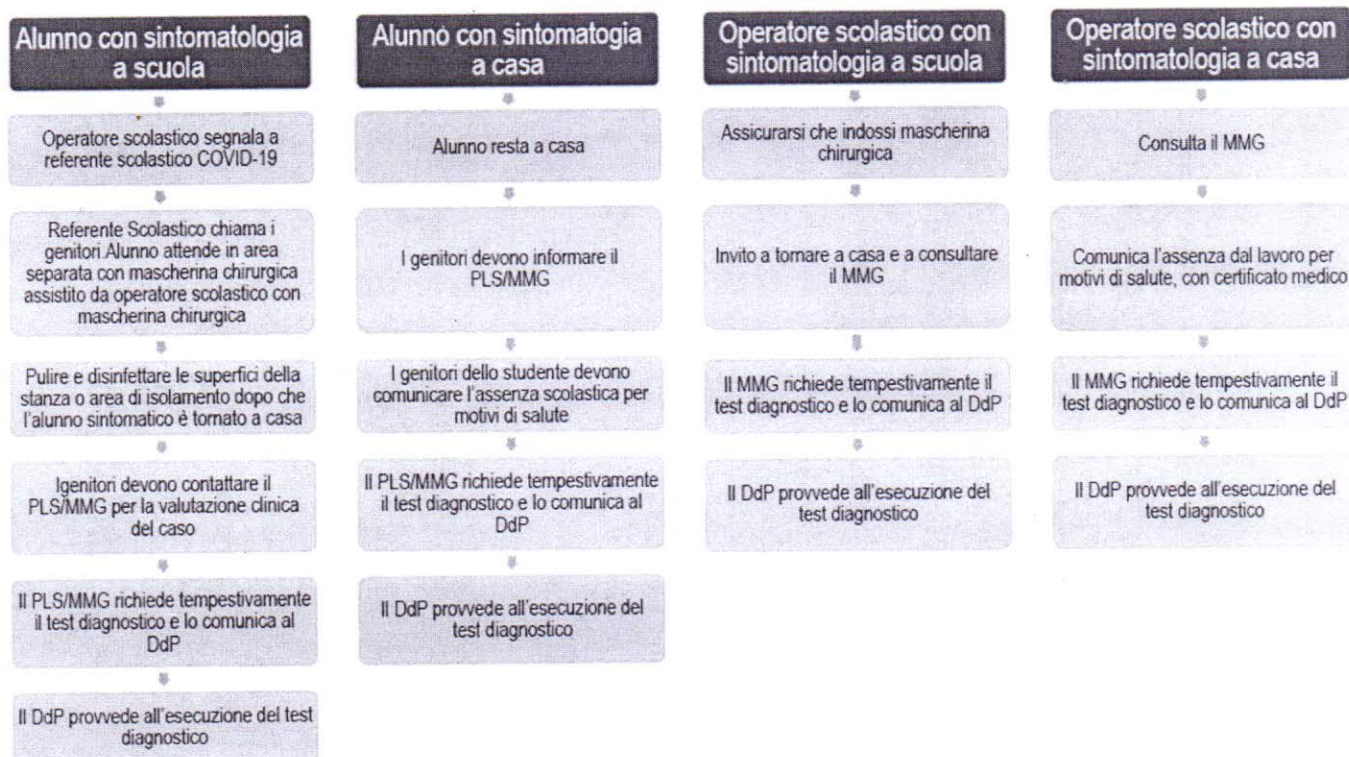 Alunno con sintomatologia
a scuola
Operatore scolastico segnala a
referente scolastico COVID-19
Referente Scolastico chiama i
genitori.Alunno attende in area
separata con mascherina chirurgica
assistito da operatore scolastico con
mascherina chirurgica
Pulire e disinfettare le superfici della
stanza o area di isolamento dopo che
l'alunno sintomatico è tornato a casa
Igenitori devono contattare il
PLS/MMG per la valutazione clinica
del caso
Il PLS/MMG richiede tempestivamente
il test diagnostico e lo comunica al
DdP
Il DdP provvede all'esecuzione del test
diagnostico
Alunno con sintomatogia
a casa
Alunno resta a casa
I genitori devono informare il
PLS/MMG
I genitori dello studente devono
comunicare l'assenza scolastica per
motivi di salute
Il PLS/MMG richiede tempestivamente
il test diagnostico e lo comunica al
DdP
Il DdP provvede all'esecuzione del
test diagnostico
Operatore scolastico con
sintomatologia a scuola
Assicurarsi che indossi mascherina
chirurgica
Invito a tornare a casa e a consultare
il MMG
Il MMG richiede tempestivamente il
test diagnostico e lo comunica al DdP
Il DdP provvede all'esecuzione del
test diagnostico
Operatore scolastico con
sintomatologia a casa
Consulta il MMG
Comunica l'assenza dal lavoro per
motivi di salute, con certificato medico
Il MMG richiede tempestivamente il
test diagnostico e lo comunica al DdP
Il DdP provvede all'esecuzione del
test diagnostico